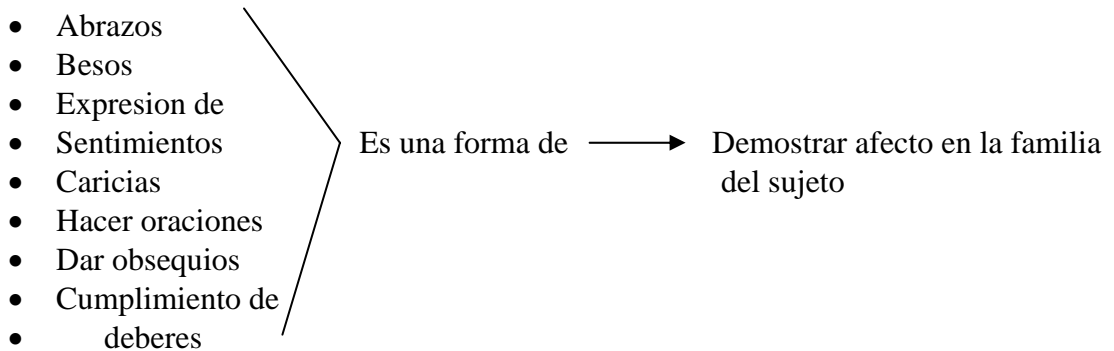 • Abrazos
• Besos
• Expresion de
• Sentimientos
• Caricias
• Hacer oraciones
• Dar obsequios
• Cumplimiento de
• deberes
Es una forma de
Demostrar afecto en la familia
del sujeto